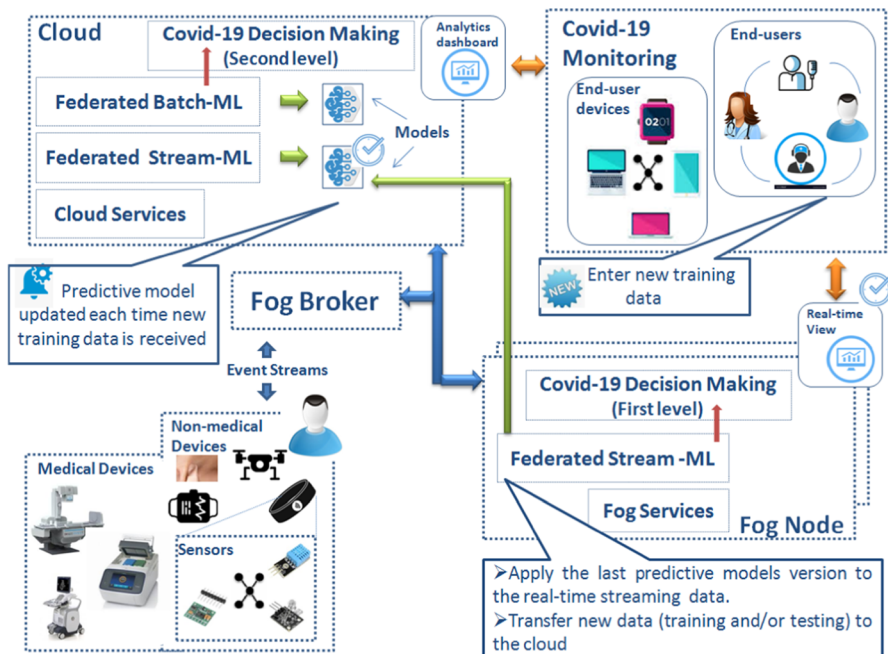 Cloud
Covid-19 Decision Making
(Second level)
Analytics
dashboard
Federated Batch-ML
Models
Federated Stream-ML
Cloud Services
Predictive model
updated each time new
training data is received
Covid-19
Monitoring
End-users
End-user
devices
02:01
NEW
Enter new training
data
Fog Broker
Event Streams
Real-time
View
Covid-19 Decision Making
(First level)
Federated Stream -ML
Fog Services
Fog Node
Non-medical
Devices
Medical Devices
Sensors
➢Apply the last predictive models version to
the real-time streaming data.
➢Transfer new data (training and/or testing) to
the cloud